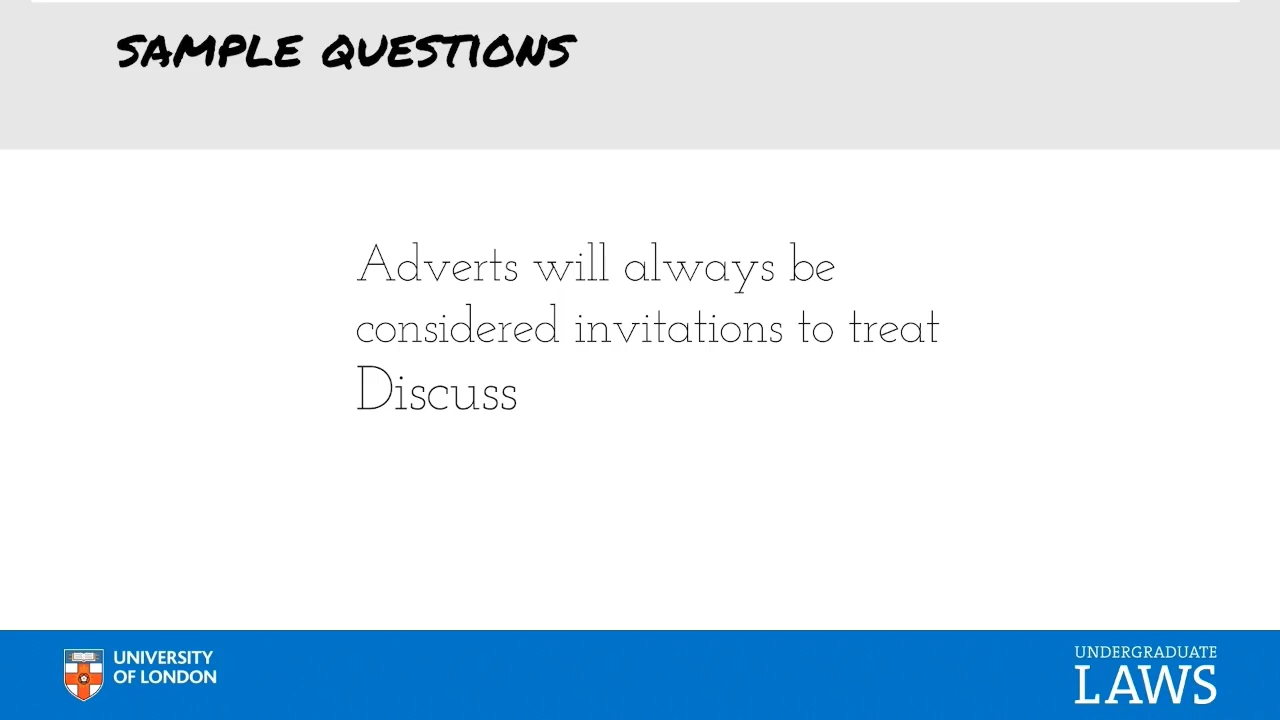 SAMPLE QUESTIONS
Adverts will always be
considered invitations to treat
Discuss
UNIVERSITY
OF LONDON
UNDERGRADUATE
LAWS